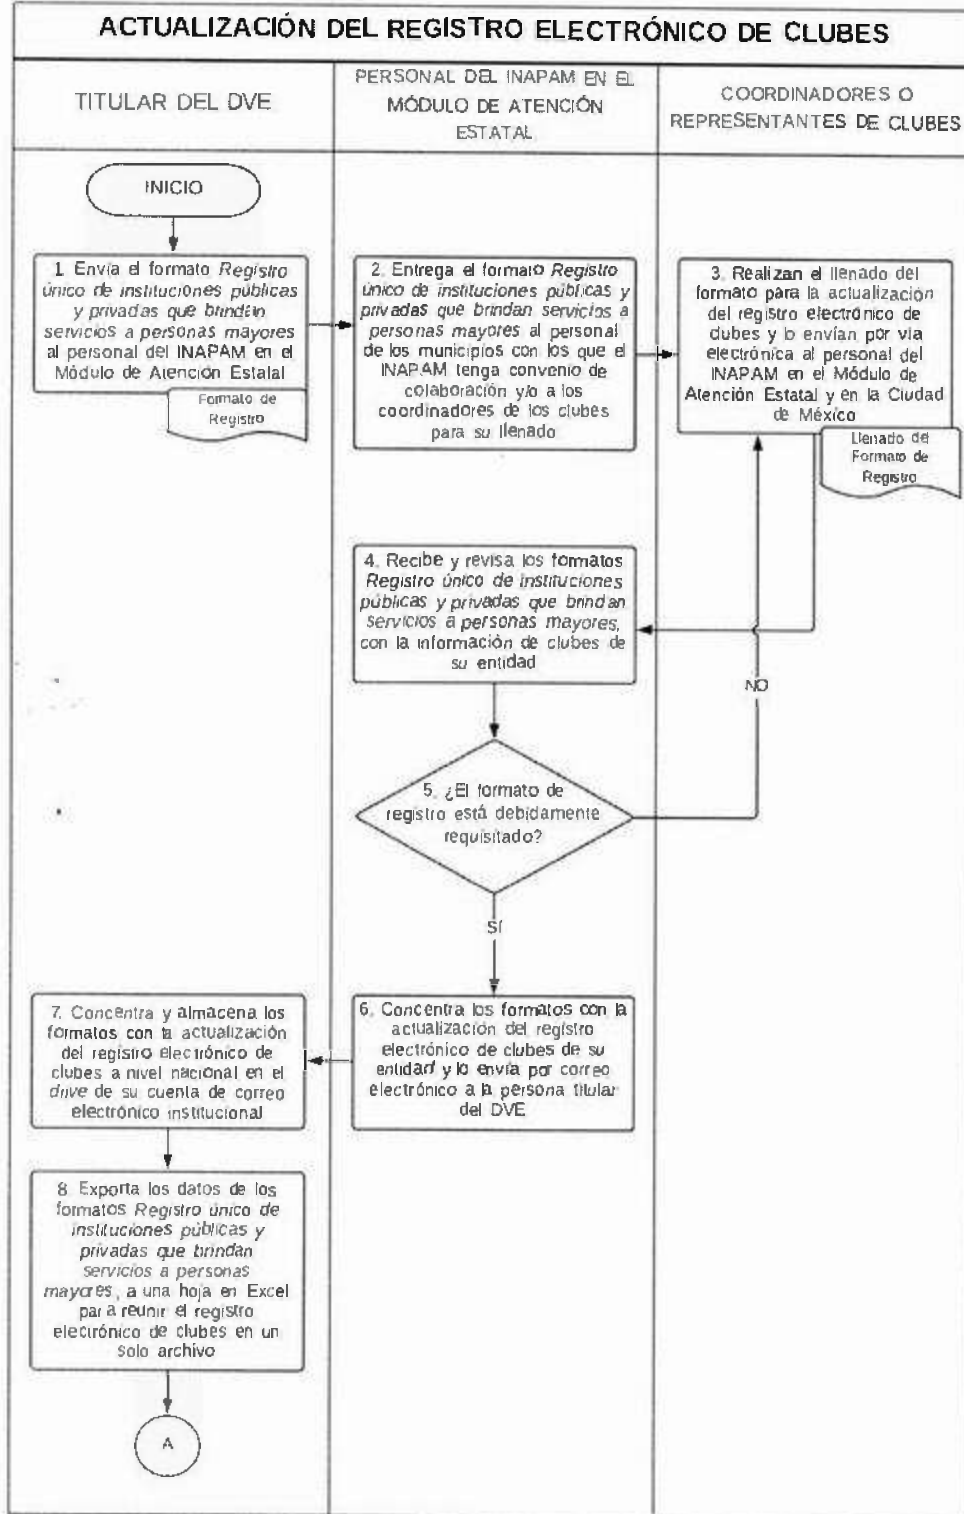 ACTUALIZACIÓN DEL REGISTRO ELECTRÓNICO DE CLUBES
TITULAR DEL DVE
PERSONAL DEL INAPAM EN EL
MÓDULO DE ATENCIÓN
ESTATAL
COORDINADORES O
REPRESENTANTES DE CLUBES
INICIO
1. Envía el formato Registro
único de instituciones públicas
y privadas que brindan
servicios a personas mayores
al personal del INAPAM en el
Módulo de Atención Estatal
Formato de
Registro
2. Entrega el formato Registro
único de instituciones públicas y
privadas que brindan servicios a
personas mayores al personal
de los municipios con los que el
INAPAM tenga convenio de
colaboración y/o a los
coordinadores de los clubes
para su llenado
3. Realizan el llenado del
formato para la actualización
del registro electrónico de
clubes y lo envían por vía
electrónica al personal del
INAPAM en el Módulo de
Atención Estatal y en la Ciudad
de México
Llenado del
Formato de
Registro
4. Recibe y revisa los formatos
Registro único de instituciones
públicas y privadas que brindan
servicios a personas mayores,
con la información de clubes de
su entidad
NO
5. ¿El formato de
registro está debidamente
requisitado?
SÍ
6. Concentra los formatos con la
actualización del registro
electrónico de clubes de su
entidad y lo envía por correo
electrónico a la persona titular
del DVE
7. Concentra y almacena los
formatos con la actualización
del registro electrónico de
clubes a nivel nacional en el
drive de su cuenta de correo
electrónico institucional
8. Exporta los datos de los
formatos Registro único de
instituciones públicas y
privadas que brindan
servicios a personas
mayores, a una hoja en Excel
para reunir el registro
electrónico de clubes en un
solo archivo
A